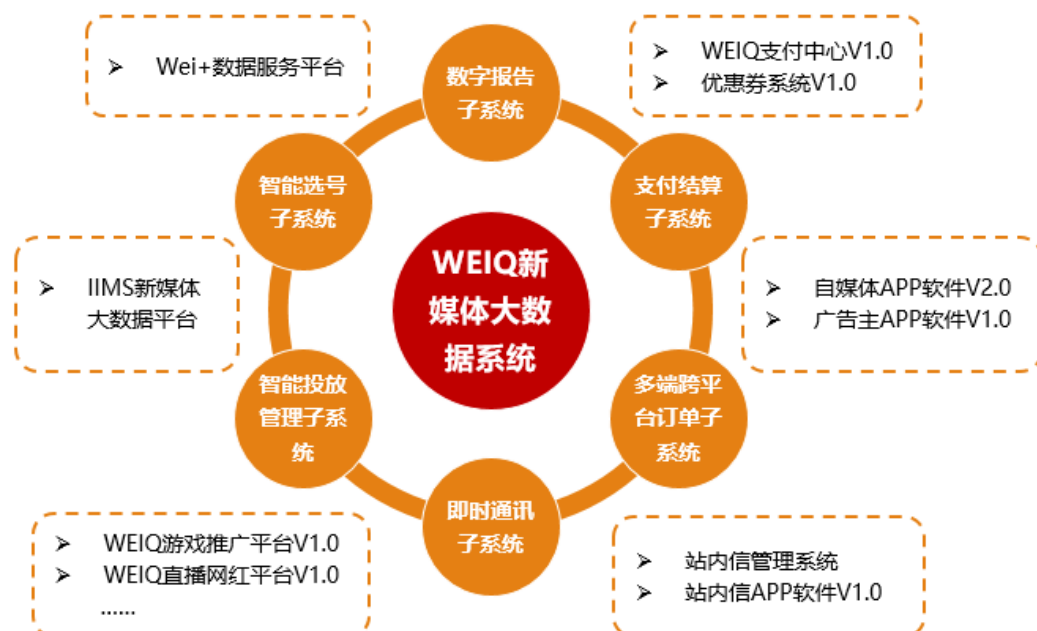 Wei+数据服务平台
数字报告
子系统
WEIQ支付中心V1.0
优惠券系统V1.0
智能选号
子系统
支付结算
子系统
IIMS新媒体
大数据平台
WEIQ新
媒体大数
据系统
自媒体APP软件V2.0
广告主APP软件V1.0
智能投放
管理子系
统
多端跨平
台订单子
系统
即时通讯
子系统
WEIQ游戏推广平台V1.0
WEIQ直播网红平台V1.0
......
站内信管理系统
站内信APP软件V1.0